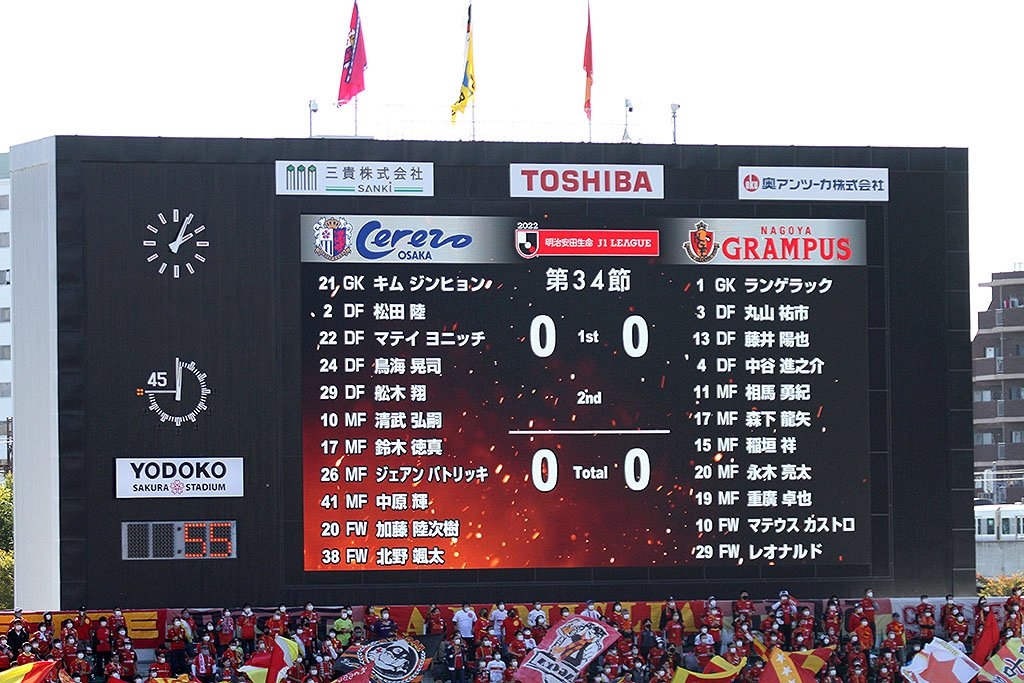 三貴株式会社
SANKI
TOSHIBA
oku 奥アンツーカ株式会社
Cerezo
OSAKA
2022
明治安田生命 J1 LEAGUE
NAGOYA
GRAMPUS
第34節
21 GK キム ジンヒョン
2 DF 松田 陸
22 DF マテイ ヨニッチ
24 DF 鳥海 晃司
29 DF 舩木 翔
10 MF 清武 弘嗣
17 MF 鈴木 徳真
26 MF ジェアン パトリッキ
41 MF 中原 輝
20 FW 加藤 陸次樹
38 FW 北野 颯太
0 1st 0
2nd
0 Total 0
1 GK ランゲラック
3 DF 丸山 祐市
13 DF 藤井 陽也
4 DF 中谷 進之介
11 MF 相馬 勇紀
17 MF 森下 龍矢
15 MF 稲垣 祥
20 MF 永木 亮太
19 MF 重廣 卓也
10 FW マテウス カストロ
29 FW レオナルド
45
YODOKO
SAKURA STADIUM
55